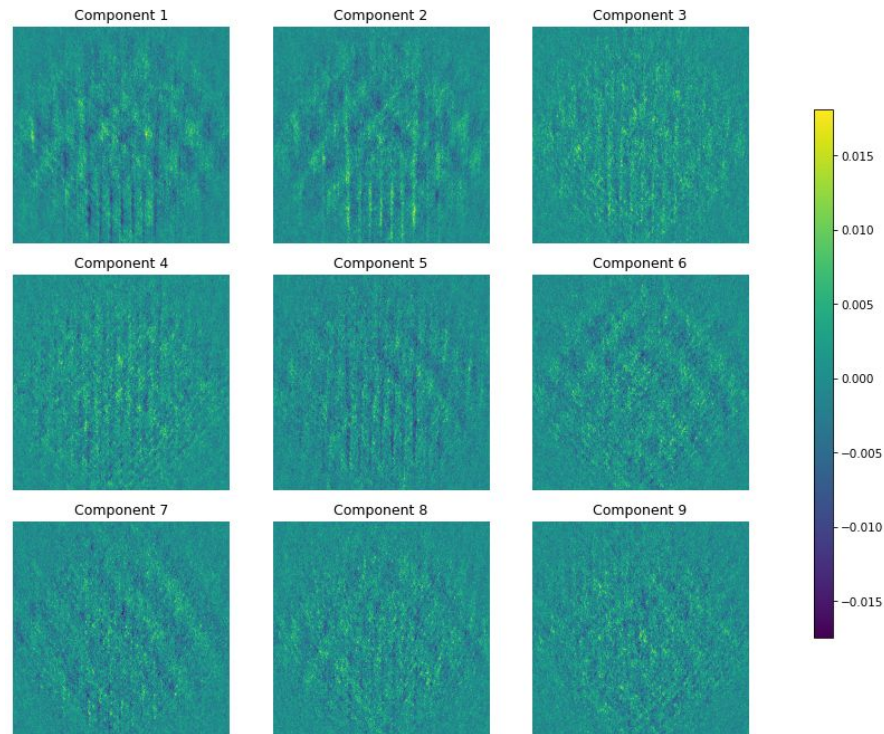 Component 1
Component 2
Component 3
Component 4
Component 5
Component 6
Component 7
Component 8
Component 9
0.015
0.010
0.005
0.000
−0.005
−0.010
−0.015